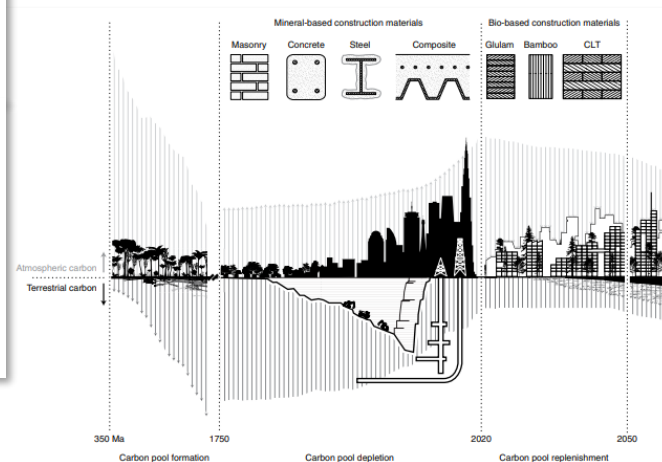 Mineral-based construction materials
Bio-based construction materials
Masonry
Concrete
Steel
Composite
Glulam
Bamboo
CLT
Atmospheric carbon
Terrestrial carbon
350 Ma
1750
2020
2050
Carbon pool formation
Carbon pool depletion
Carbon pool replenishment